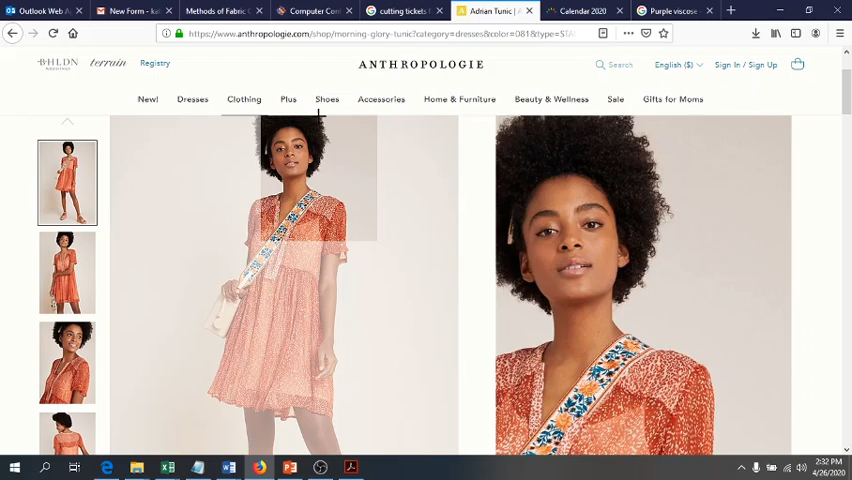 Outlook Web A
New Form - kat
Methods of Fabric C
Computer Cont
cutting tickets f
Adrian Tunic | A
Calendar 2020
Purple viscose
https://www.anthropologie.com/shop/morning-glory-tunic?category=dresses&color=081&type=STA
BHLDN WEDDINGS terrain Registry
ANTHROPOLOGIE
Search English ($) Sign In / Sign Up
New! Dresses Clothing Plus Shoes Accessories Home & Furniture Beauty & Wellness Sale Gifts for Moms
2:32 PM
4/26/2020